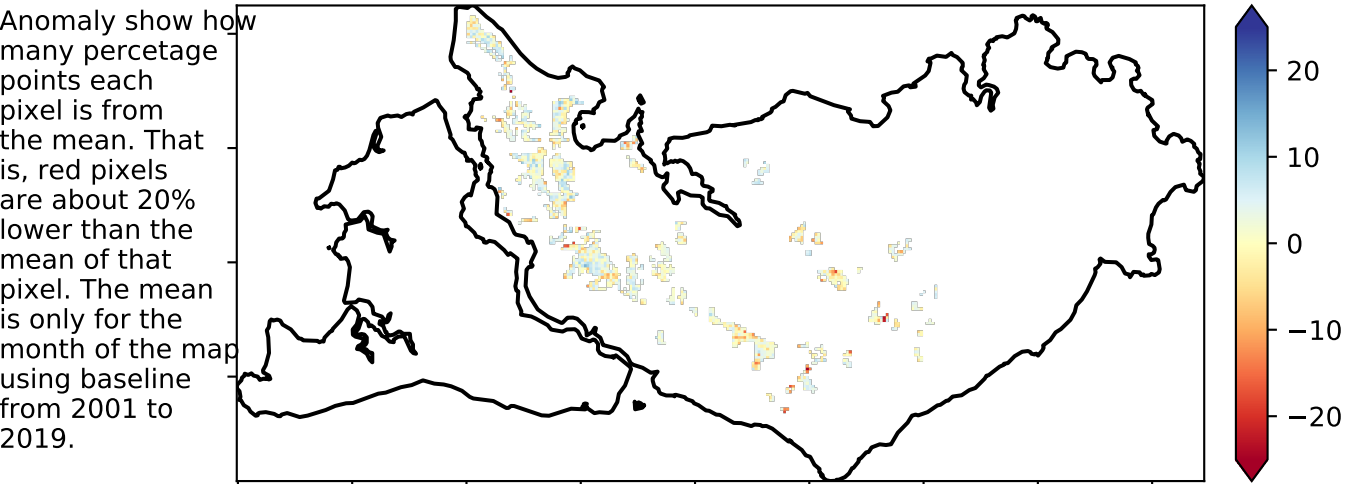 Anomaly show how
many percetage
points each
pixel is from
the mean. That
is, red pixels
are about 20%
lower than the
mean of that
pixel. The mean
is only for the
month of the map
using baseline
from 2001 to
2019.
20
10
0
−10
−20